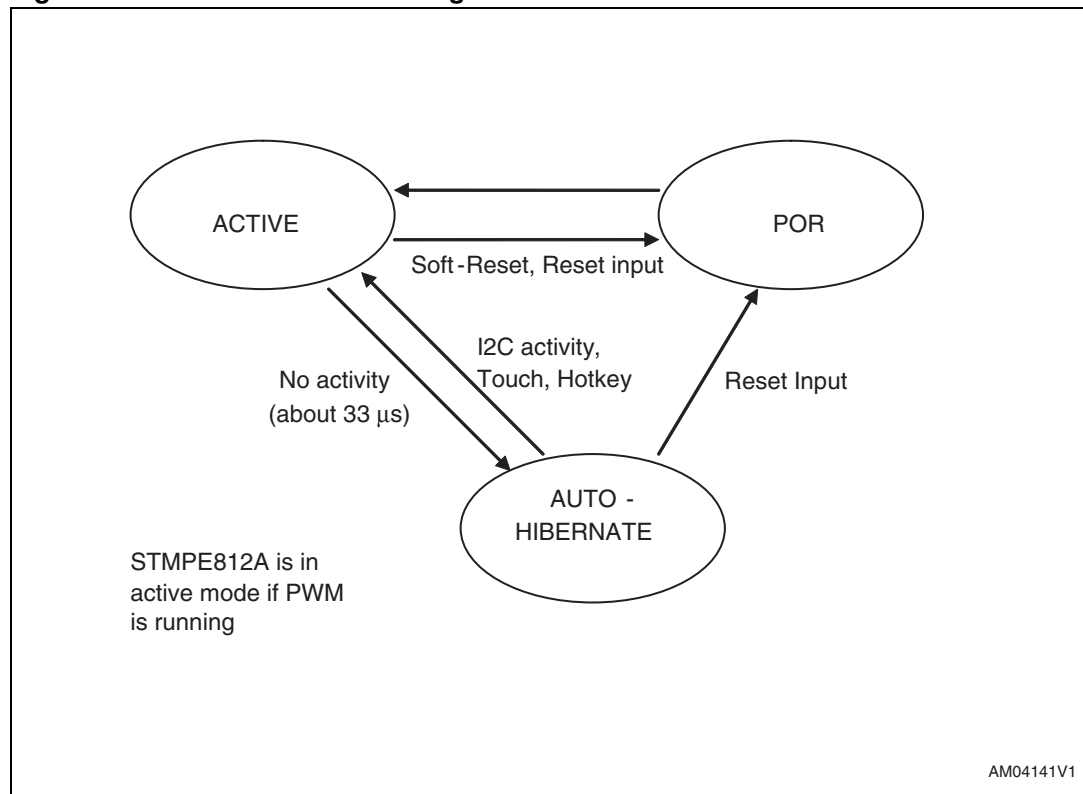 ACTIVE
POR
Soft-Reset, Reset input
I2C activity,
Touch, Hotkey
No activity
(about 33 μs)
Reset Input
AUTO -
HIBERNATE
STMPE812A is in
active mode if PWM
is running
AM04141V1